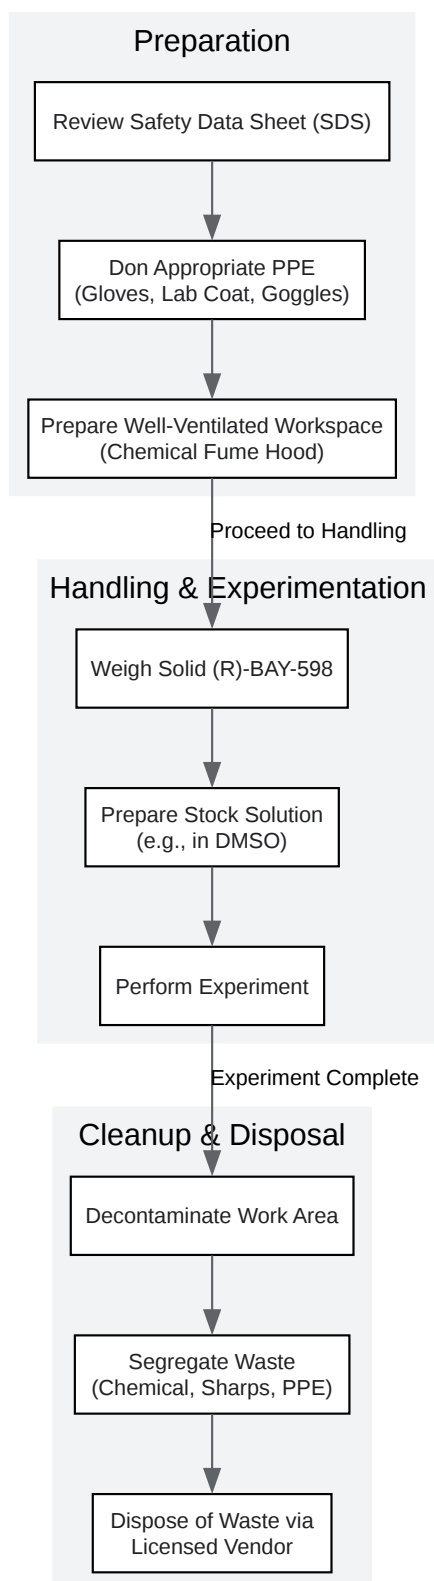 Preparation
Review Safety Data Sheet (SDS)
Don Appropriate PPE
(Gloves, Lab Coat, Goggles)
Prepare Well-Ventilated Workspace
(Chemical Fume Hood)
Proceed to Handling
Handling & Experimentation
Weigh Solid (R)-BAY-598
Prepare Stock Solution
(e.g., in DMSO)
Perform Experiment
Experiment Complete
Cleanup & Disposal
Decontaminate Work Area
Segregate Waste
(Chemical, Sharps, PPE)
Dispose of Waste via
Licensed Vendor